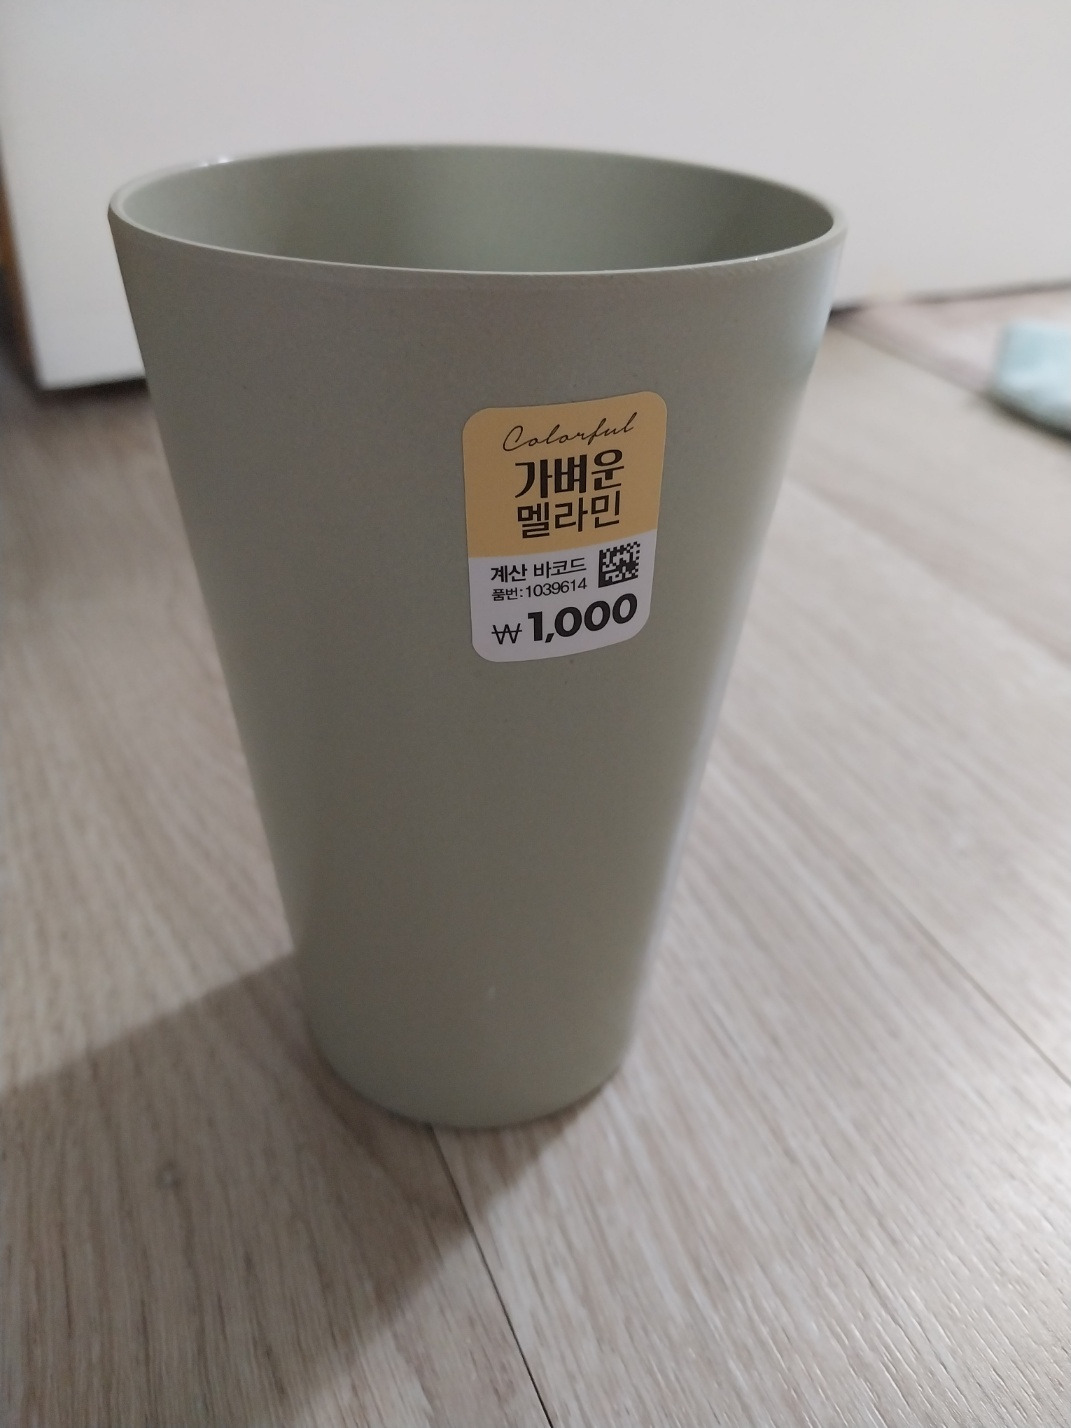 Colorful
가벼운
멜라민
계산 바코드
품번:1039614
₩1,000